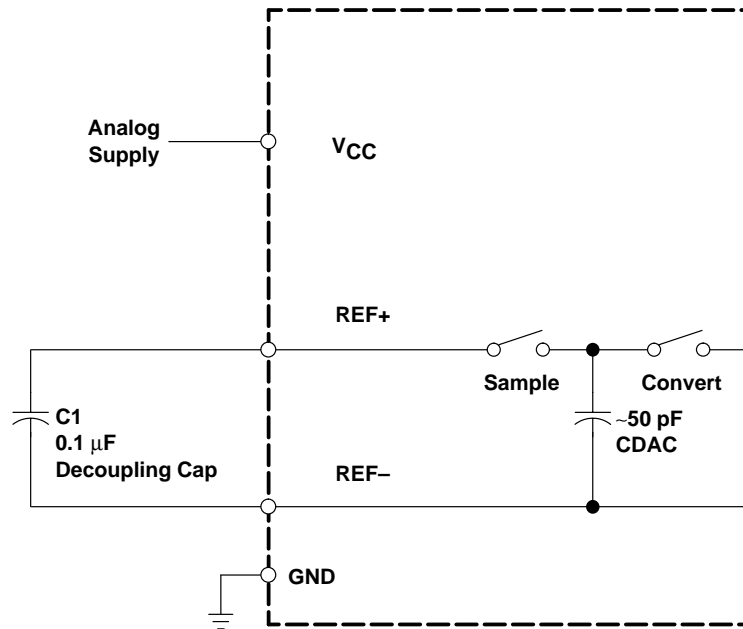 Analog
Supply
VCC
REF+
Sample
Convert
C1
0.1 μF
Decoupling Cap
~50 pF
CDAC
REF–
GND